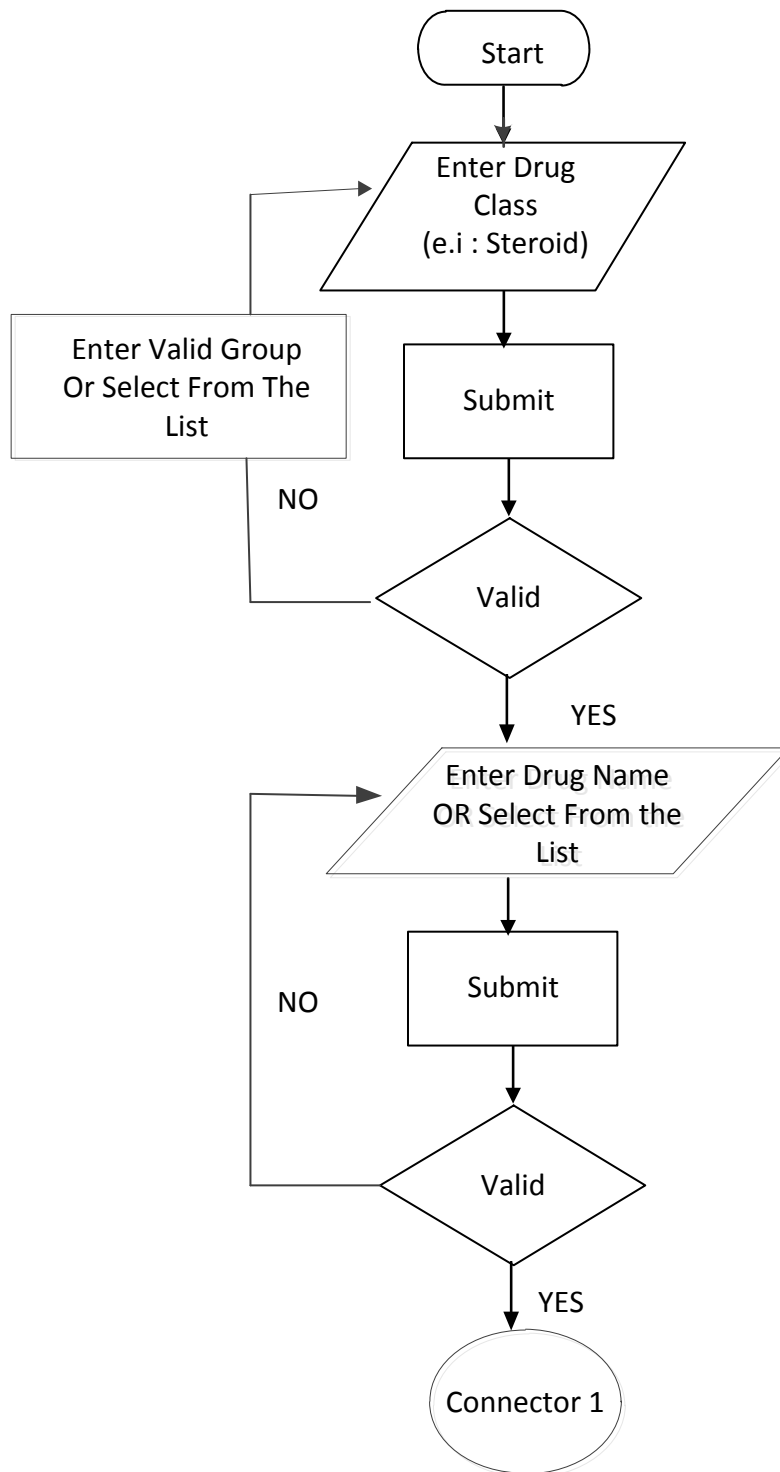 Start
Enter Drug
Class
(e.i : Steroid)
Enter Valid Group
Or Select From The
List
Submit
NO
Valid
YES
Enter Drug Name
OR Select From the
List
Submit
NO
Valid
YES
Connector 1